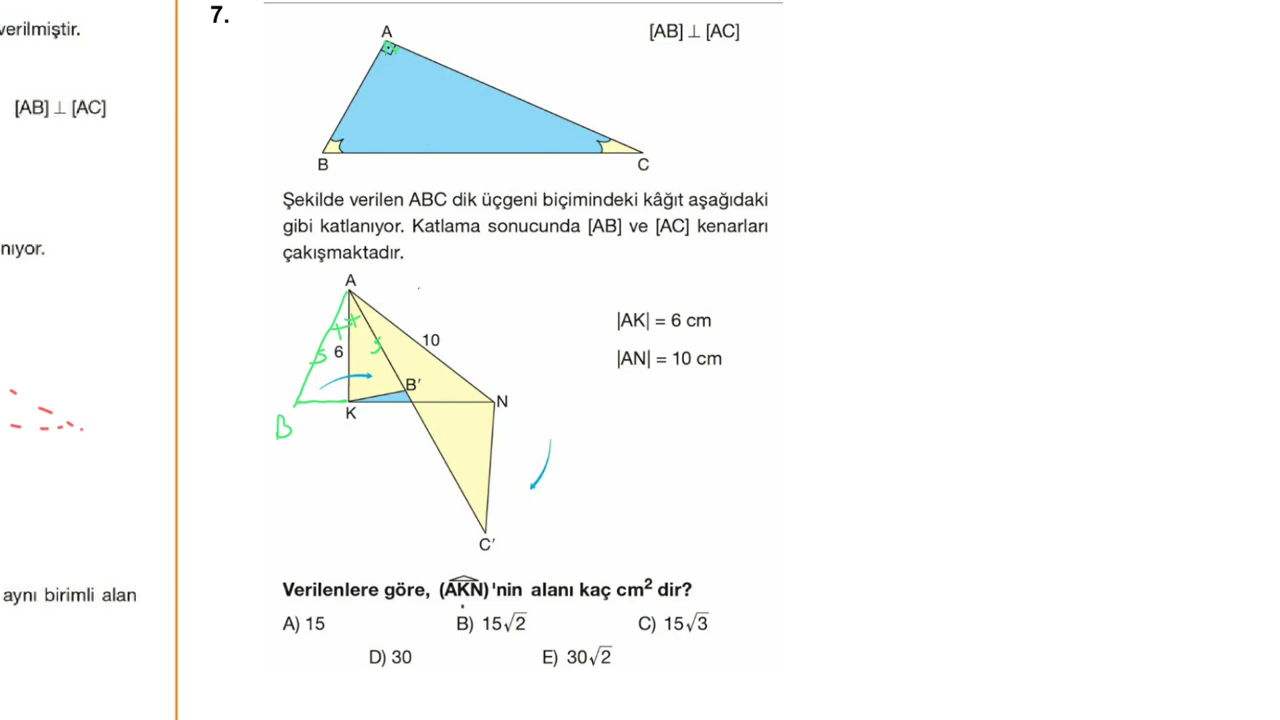 verilmiştir.
[AB] ⊥ [AC]
nıyor.
aynı birimli alan
7.
[AB] ⊥ [AC]
A
B
C
Şekilde verilen ABC dik üçgeni biçimindeki kâğıt aşağıdaki
gibi katlanıyor. Katlama sonucunda [AB] ve [AC] kenarları
çakışmaktadır.
A
10
6
5
5
B'
K
N
B
C'
|AK| = 6 cm
|AN| = 10 cm
Verilenlere göre, (AKN)'nin alanı kaç cm² dir?
A) 15 B) 15√2 C) 15√3
D) 30 E) 30√2